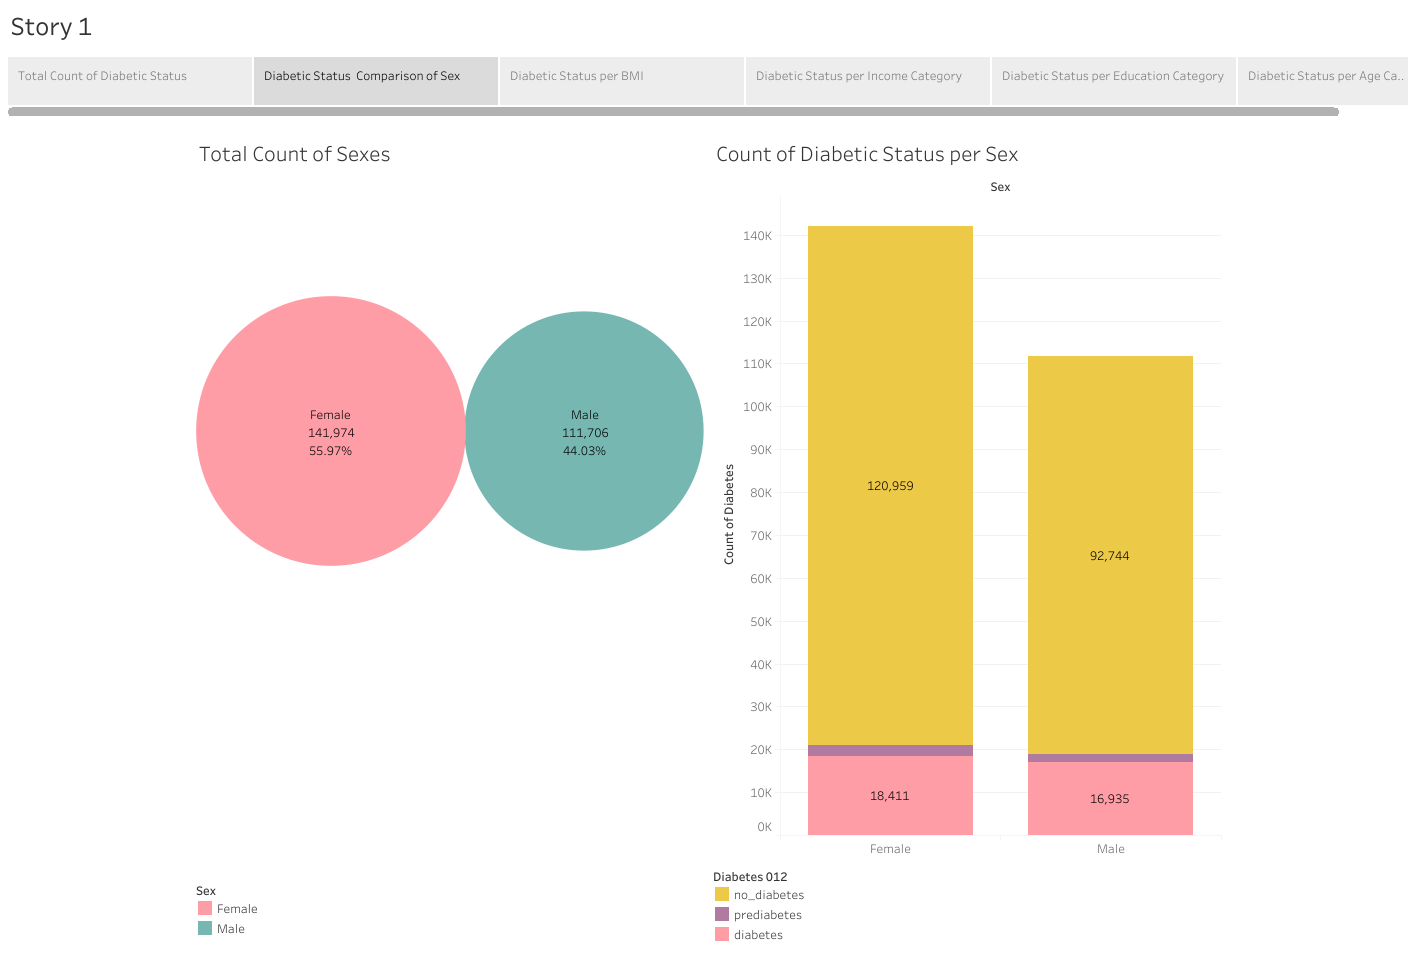 Story 1
Total Count of Diabetic Status
Diabetic Status  Comparison of Sex
Diabetic Status per BMI
Diabetic Status per Income Category
Diabetic Status per Education Category
Diabetic Status per Age Ca..
Total Count of Sexes
Female
141,974
55.97%
Male
111,706
44.03%
Sex
Female
Male
Count of Diabetic Status per Sex
Sex
Count of Diabetes
140K
130K
120K
110K
100K
90K
80K
70K
60K
50K
40K
30K
20K
10K
0K
120,959
18,411
92,744
16,935
Female
Male
Diabetes 012
no_diabetes
prediabetes
diabetes